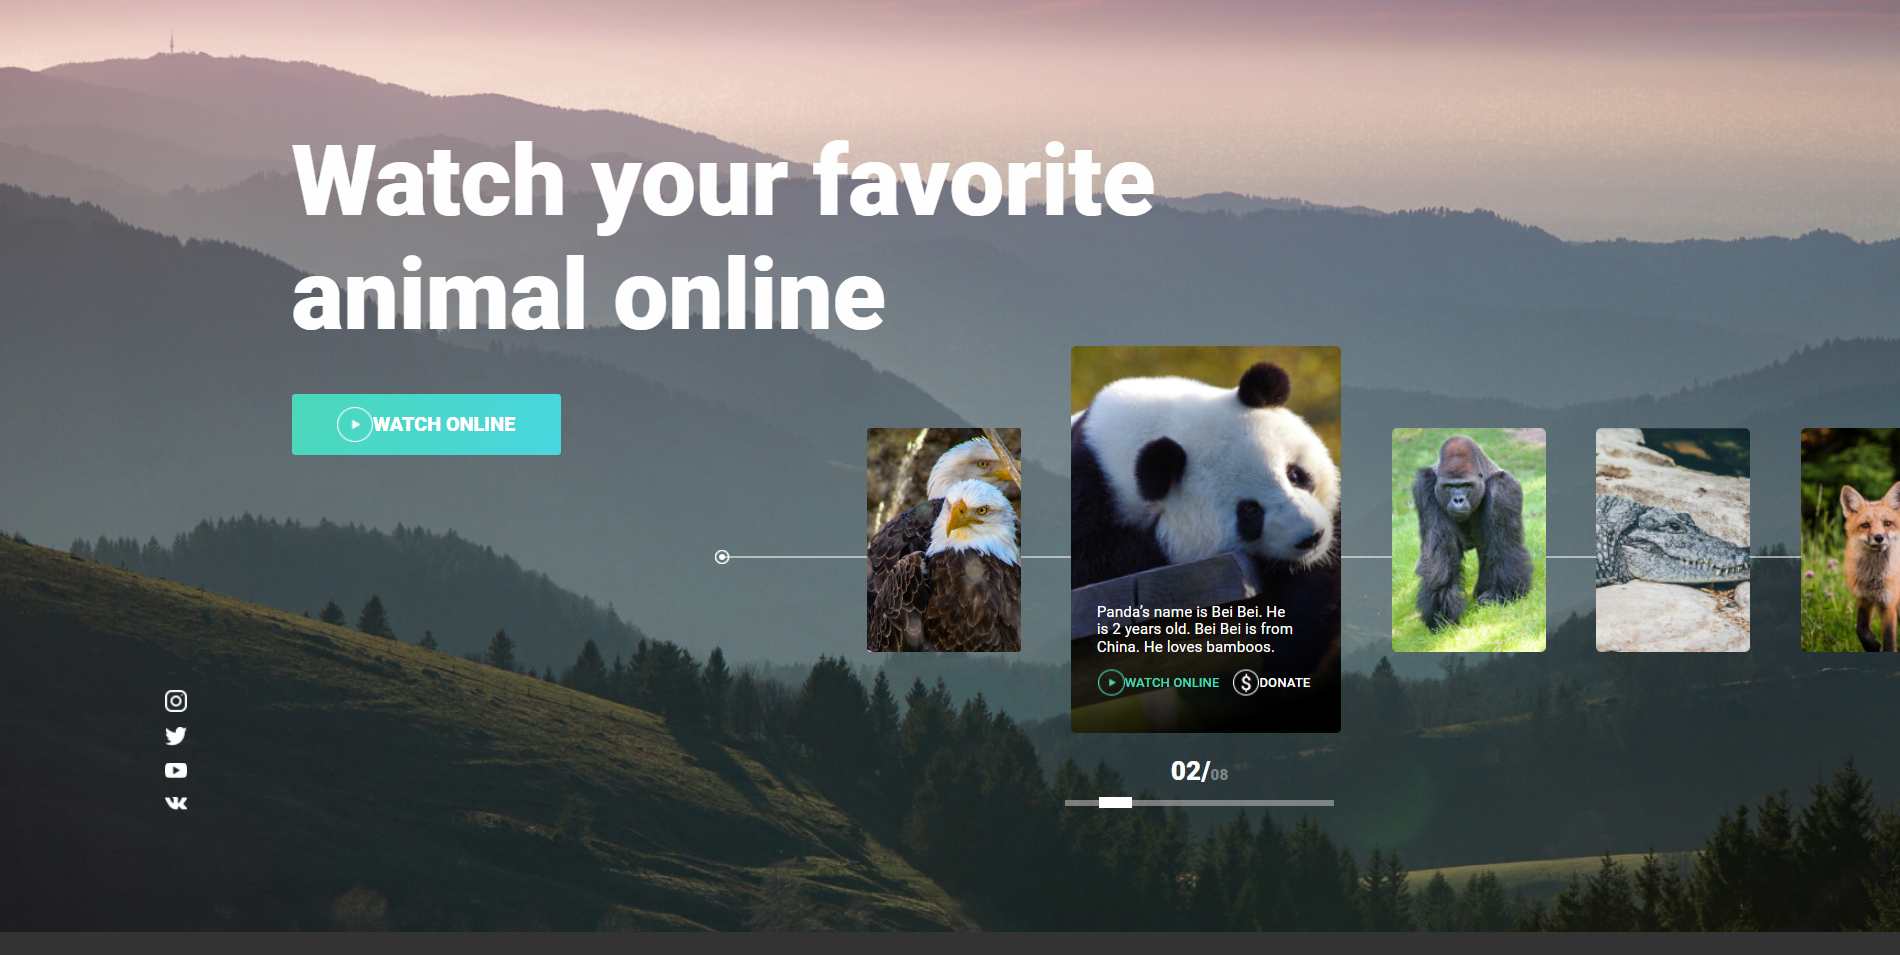 Watch your favorite
animal online
WATCH ONLINE
Panda's name is Bei Bei. He
is 2 years old. Bei Bei is from
China. He loves bamboos.
WATCH ONLINE $ DONATE
02/08